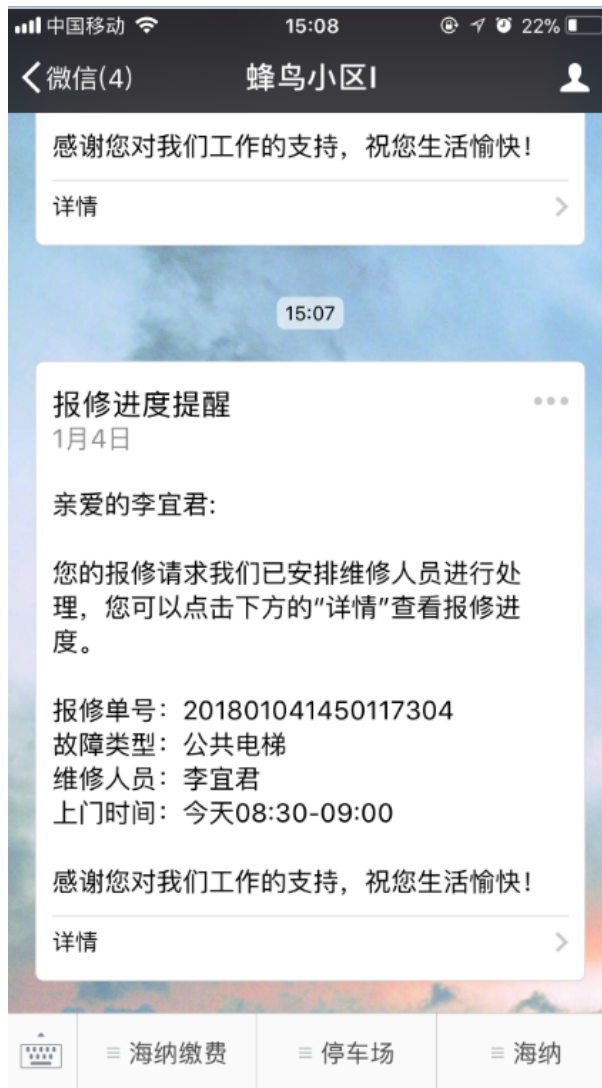 中国移动 15:08 22%
微信(4) 蜂鸟小区I
感谢您对我们工作的支持，祝您生活愉快！
详情
15:07
报修进度提醒
1月4日
亲爱的李宜君:
您的报修请求我们已安排维修人员进行处
理，您可以点击下方的“详情”查看报修进
度。
报修单号：201801041450117304
故障类型：公共电梯
维修人员：李宜君
上门时间：今天08:30-09:00
感谢您对我们工作的支持，祝您生活愉快！
详情
海纳缴费 停车场 海纳